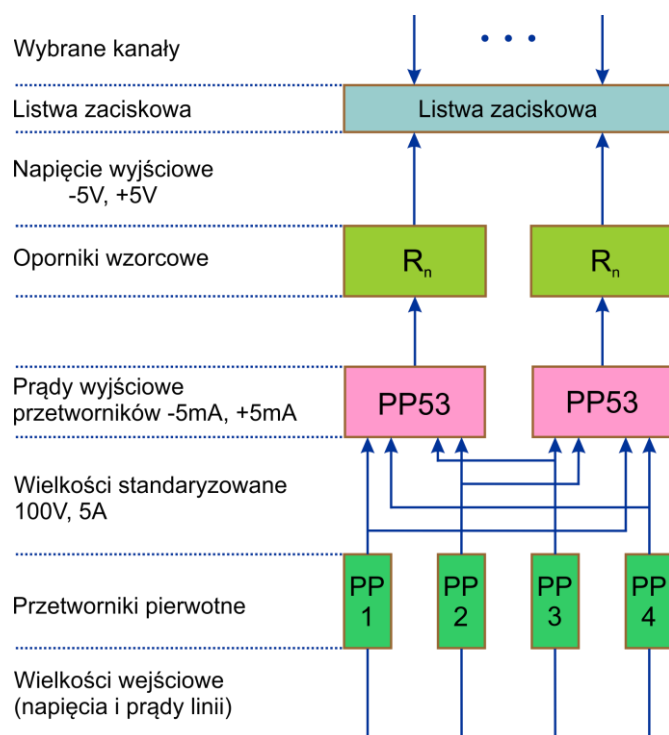 Wybrane kanały
• • •
Listwa zaciskowa
Listwa zaciskowa
Napięcie wyjściowe
-5V, +5V
Oporniki wzorcowe
Rn
Rn
Prądy wyjściowe
przetworników -5mA, +5mA
PP53
PP53
Wielkości standaryzowane
100V, 5A
Przetworniki pierwotne
PP
1
PP
2
PP
3
PP
4
Wielkości wejściowe
(napięcia i prądy linii)